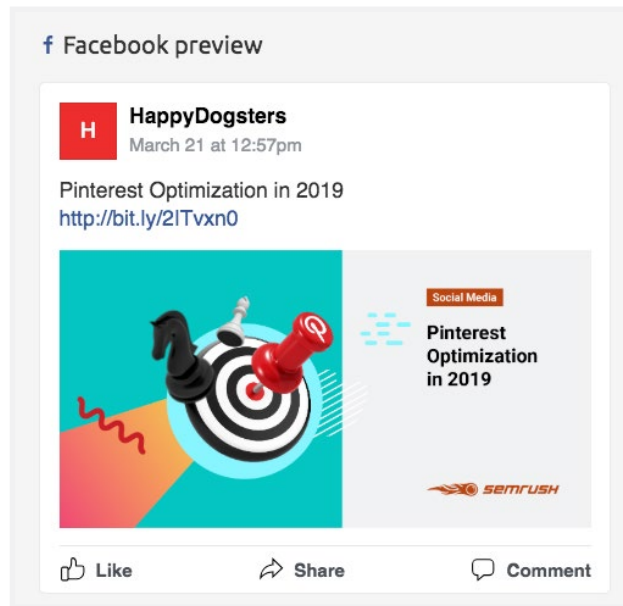 f Facebook preview
H
HappyDogsters
March 21 at 12:57pm
Pinterest Optimization in 2019
http://bit.ly/2ITvxn0
Social Media
Pinterest
Optimization
in 2019
semrush
Like Share Comment